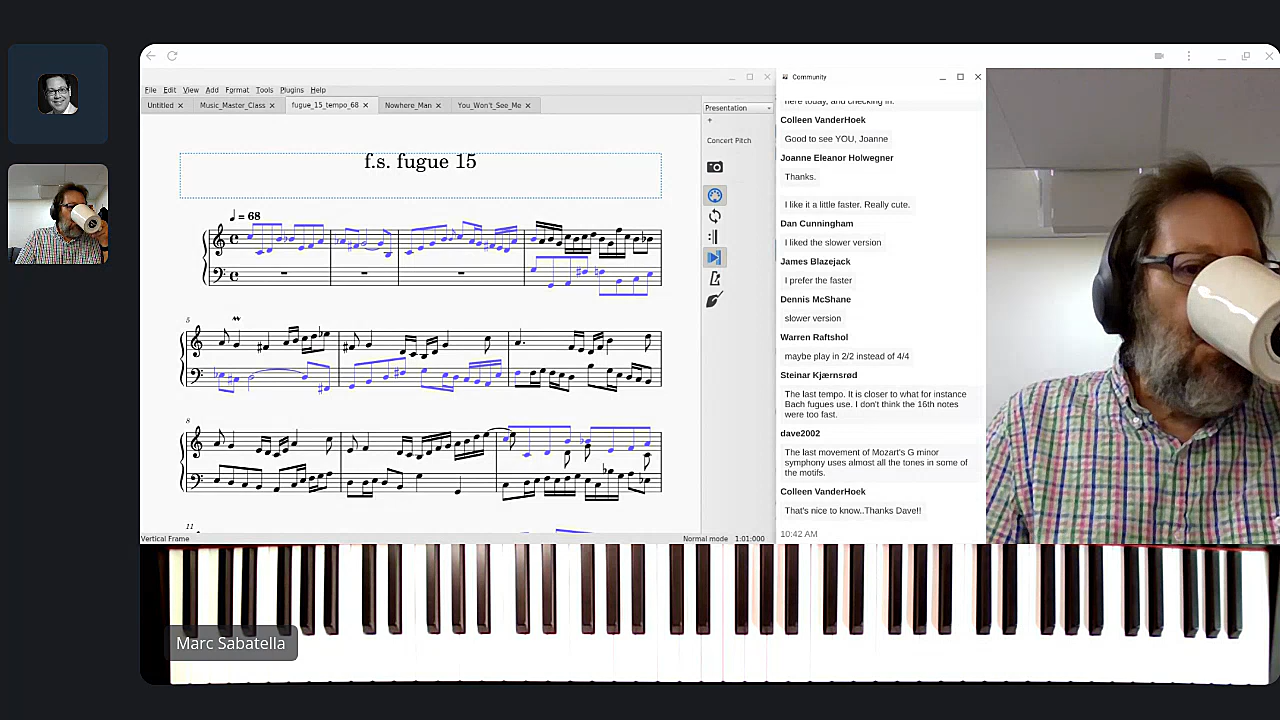 File Edit View Add Format Tools Plugins Help
Untitled
Music_Master_Class
fugue_15_tempo_68
Nowhere_Man
You_Won't_See_Me
Presentation
Concert Pitch
f.s. fugue 15
= 68
5
8
11
Vertical Frame
Normal mode 1:01:000
Community
here today, and checking in.
Colleen VanderHoek
Good to see YOU, Joanne
Joanne Eleanor Holwegner
Thanks.
I like it a little faster. Really cute.
Dan Cunningham
I liked the slower version
James Blazejack
I prefer the faster
Dennis McShane
slower version
Warren Raftshol
maybe play in 2/2 instead of 4/4
Steinar Kjærnsrød
The last tempo. It is closer to what for instance
Bach fugues use. I don't think the 16th notes
were too fast.
dave2002
The last movement of Mozart's G minor
symphony uses almost all the tones in some of
the motifs.
Colleen VanderHoek
That's nice to know..Thanks Dave!!
10:42 AM
Marc Sabatella